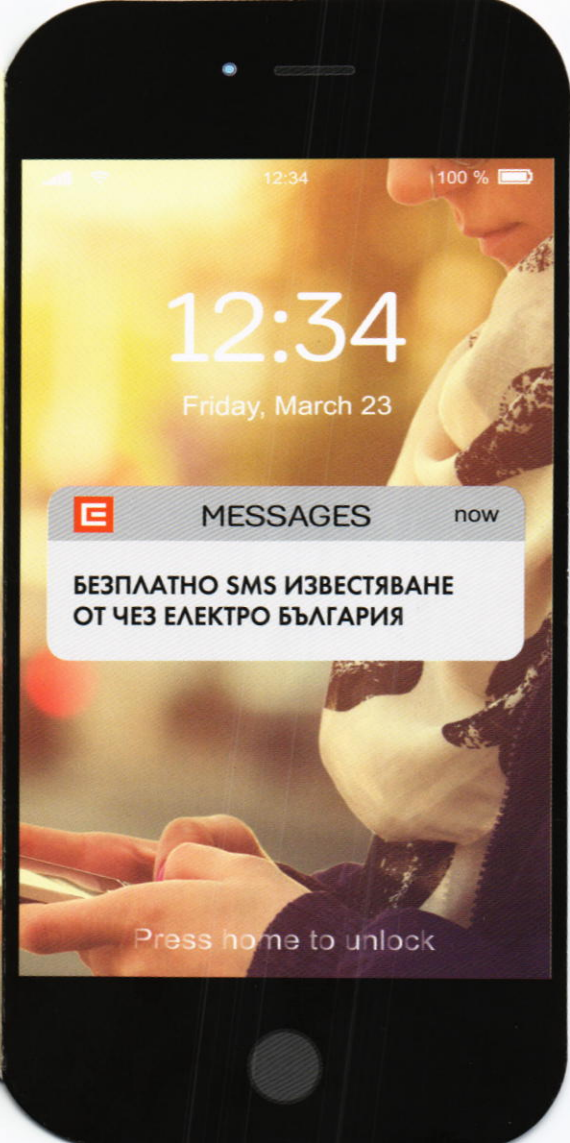 12:34
100 %
12:34
Friday, March 23
MESSAGES
now
БЕЗПЛАТНО SMS ИЗВЕСТЯВАНЕ
ОТ ЧЕЗ ЕЛЕКТРО БЪЛГАРИЯ
Press home to unlock